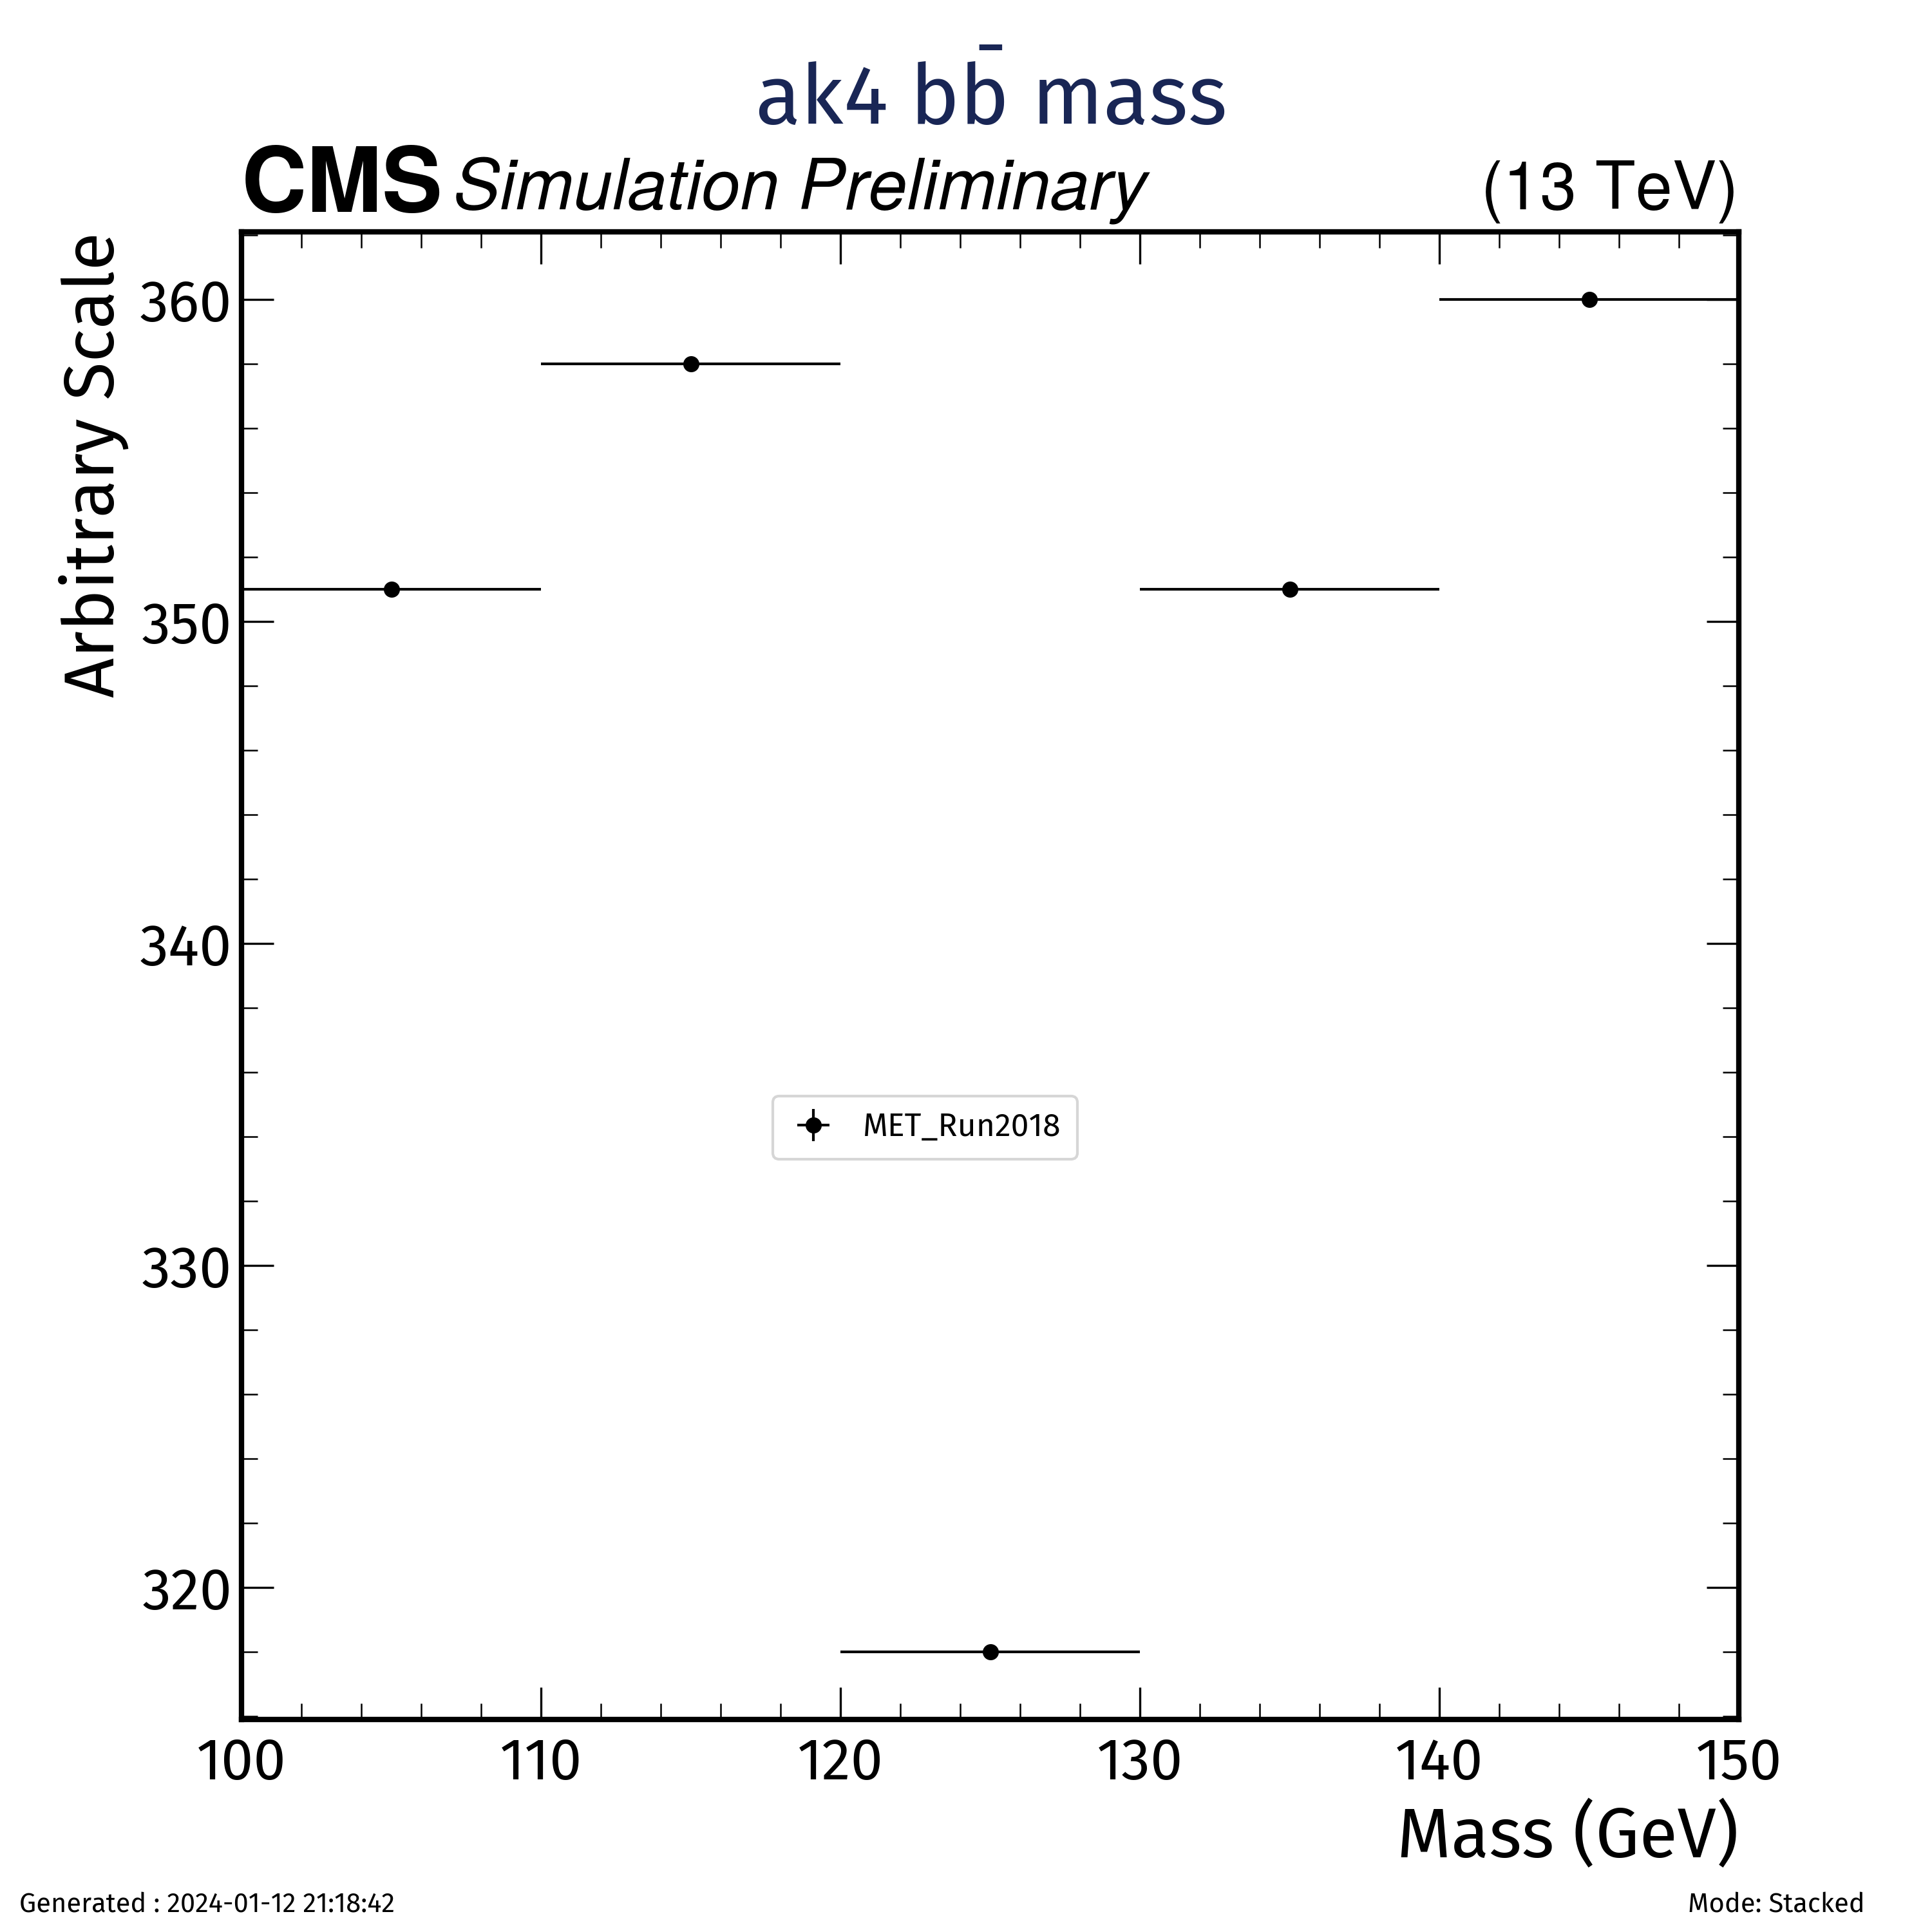 ak4 bb̄ mass
CMS Simulation Preliminary (13 TeV)
Arbitrary Scale
360
350
340
330
320
MET_Run2018
100 110 120 130 140 150
Mass (GeV)
Generated : 2024-01-12 21:18:42
Mode: Stacked